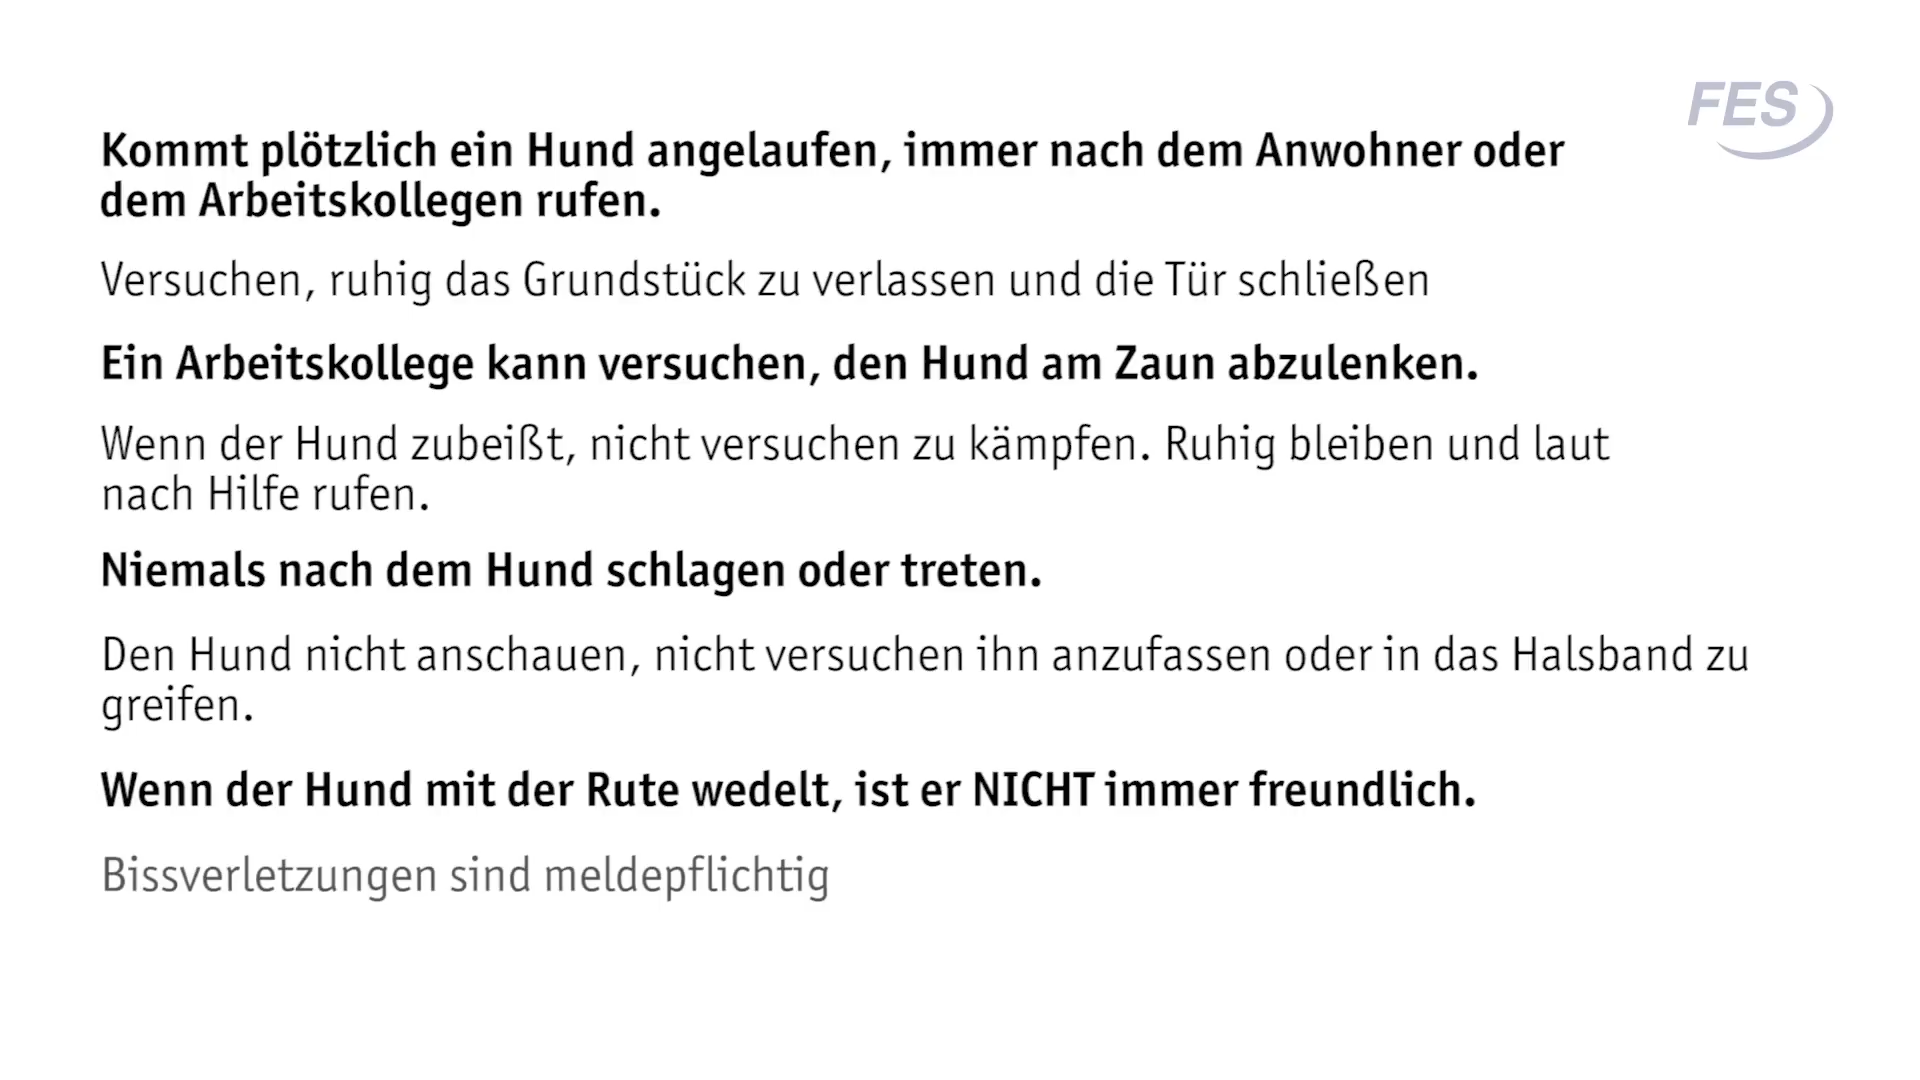 FES
Kommt plötzlich ein Hund angelaufen, immer nach dem Anwohner oder
dem Arbeitskollegen rufen.
Versuchen, ruhig das Grundstück zu verlassen und die Tür schließen
Ein Arbeitskollege kann versuchen, den Hund am Zaun abzulenken.
Wenn der Hund zubeißt, nicht versuchen zu kämpfen. Ruhig bleiben und laut
nach Hilfe rufen.
Niemals nach dem Hund schlagen oder treten.
Den Hund nicht anschauen, nicht versuchen ihn anzufassen oder in das Halsband zu
greifen.
Wenn der Hund mit der Rute wedelt, ist er NICHT immer freundlich.
Bissverletzungen sind meldepflichtig